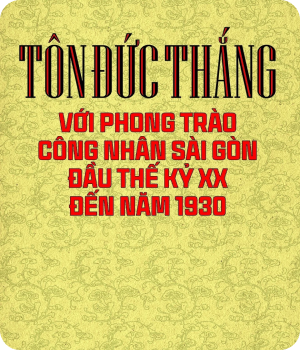 TÔN ĐỨC THẮNG
VỚI PHONG TRÀO
CÔNG NHÂN SÀI GÒN
ĐẦU THẾ KỶ XX
ĐẾN NĂM 1930